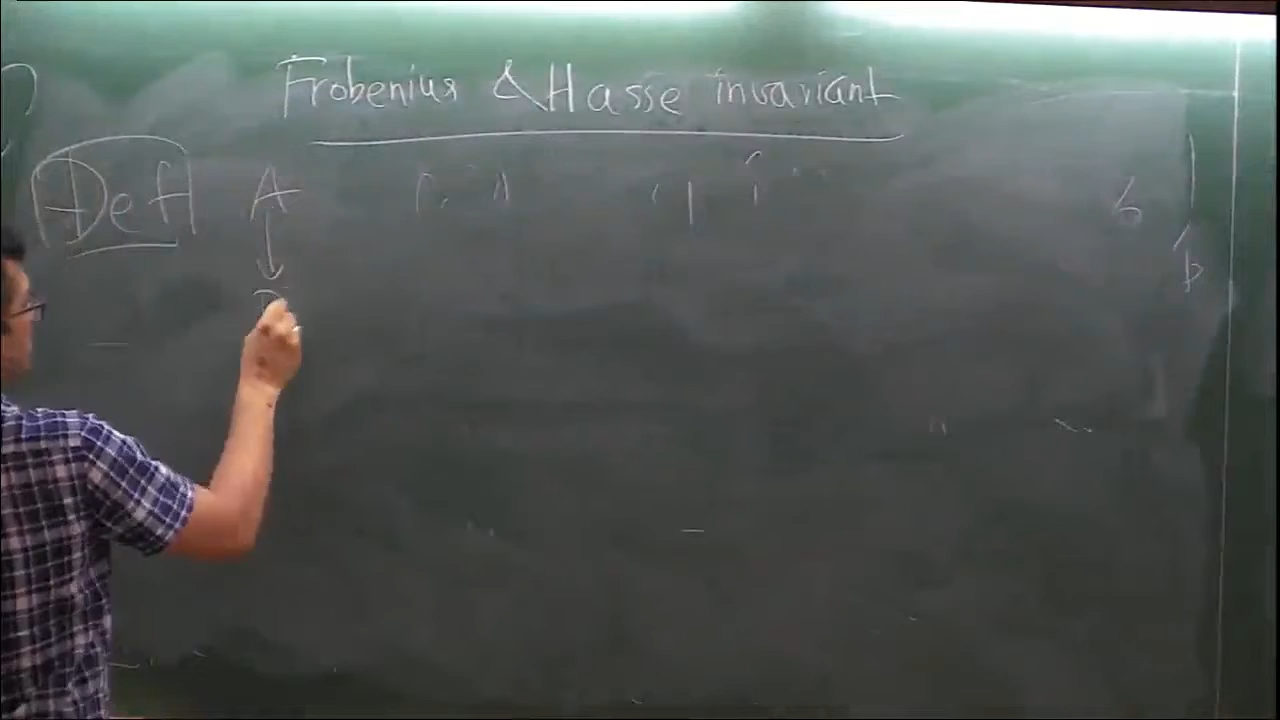 Frobenius & Hasse invariant
Def A
↓